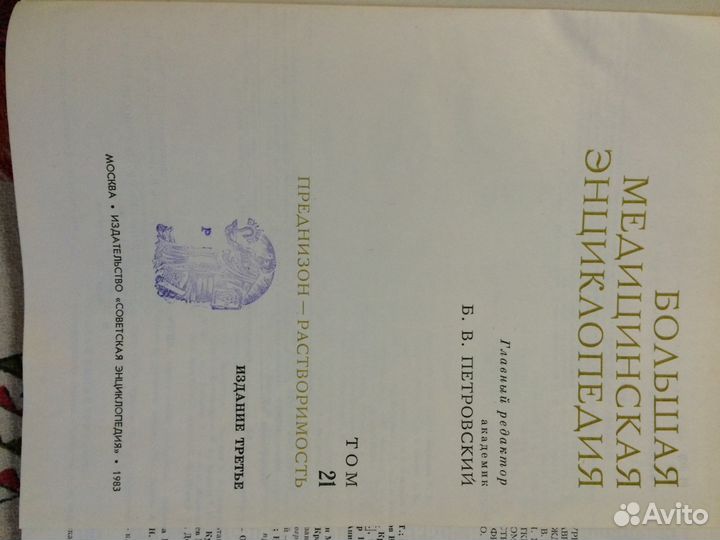 БОЛЬШАЯ
МЕДИЦИНСКАЯ
ЭНЦИКЛОПЕДИЯ
Главный редактор
академик
Б. В. ПЕТРОВСКИЙ
ТОМ
21
ПРЕДНИЗОН — РАСТВОРИМОСТЬ
ИЗДАНИЕ ТРЕТЬЕ
МОСКВА • ИЗДАТЕЛЬСТВО «СОВЕТСКАЯ ЭНЦИКЛОПЕДИЯ» • 1983
Avito